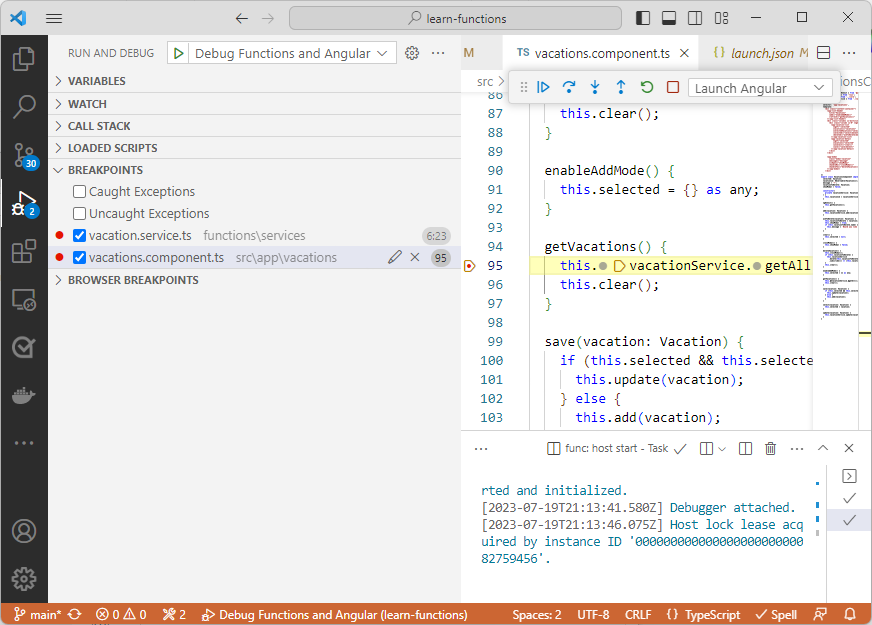 learn-functions
RUN AND DEBUG
Debug Functions and Angular
M
TS vacations.component.ts
{} launch.json M
src
ionsC
Launch Angular
VARIABLES
WATCH
CALL STACK
LOADED SCRIPTS
BREAKPOINTS
Caught Exceptions
Uncaught Exceptions
vacation.service.ts functions\services 6:23
vacations.component.ts src\app\vacations 95
BROWSER BREAKPOINTS
30
2
86
87 this.clear();
88 }
89
90 enableAddMode() {
91 this.selected = {} as any;
92 }
93
94 getVacations() {
95 this. vacationService. getAll
96 this.clear();
97 }
98
99 save(vacation: Vacation) {
100 if (this.selected && this.selecte
101 this.update(vacation);
102 } else {
103 this.add(vacation);
func: host start - Task
rted and initialized.
[2023-07-19T21:13:41.580Z] Debugger attached.
[2023-07-19T21:13:46.075Z] Host lock lease acq
uired by instance ID '0000000000000000000000
82759456'.
main* 0 0 2 Debug Functions and Angular (learn-functions) Spaces: 2 UTF-8 CRLF {} TypeScript Spell